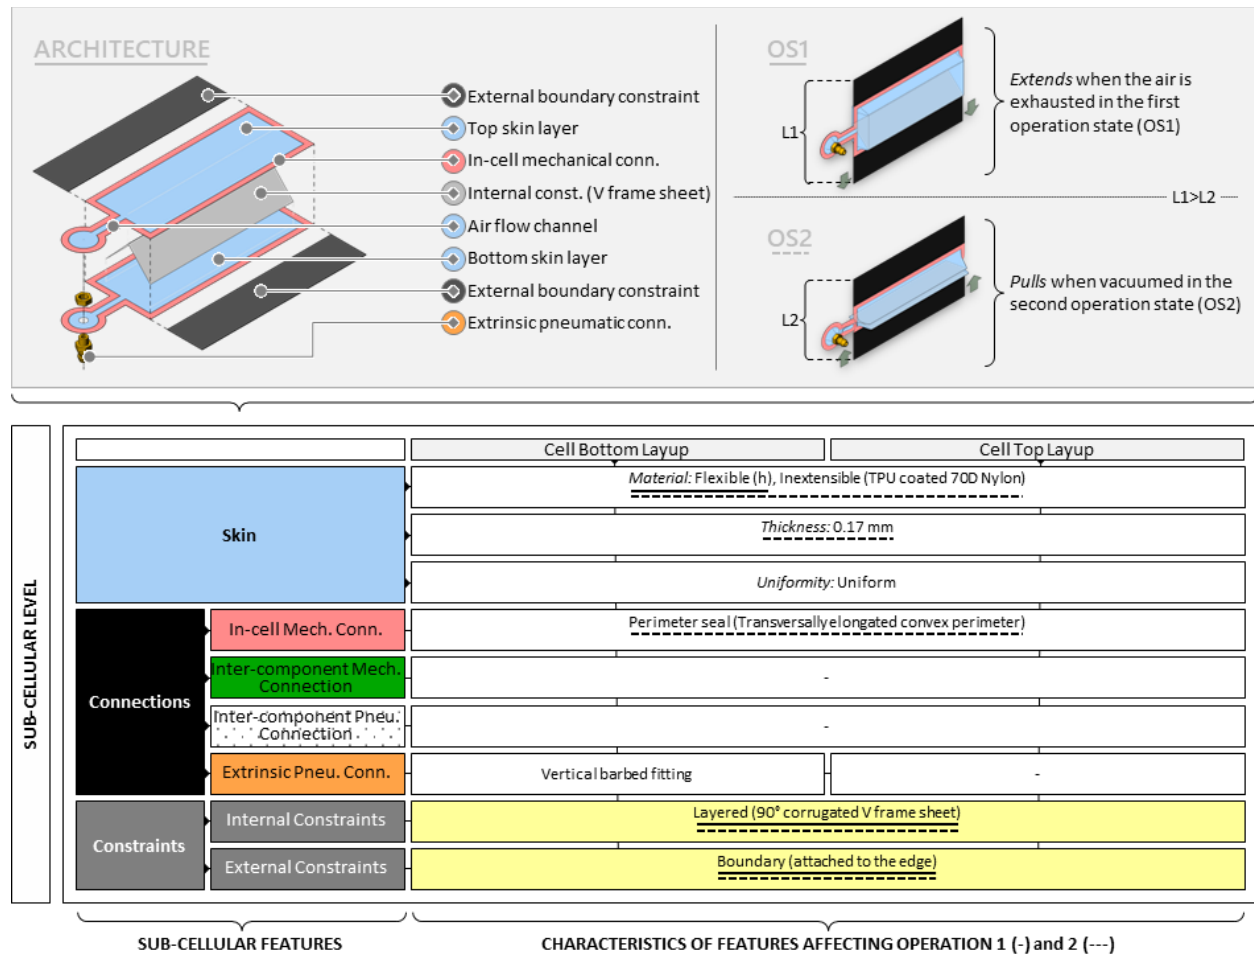 ARCHITECTURE
External boundary constraint
Top skin layer
In-cell mechanical conn.
Internal const. (V frame sheet)
Air flow channel
Bottom skin layer
External boundary constraint
Extrinsic pneumatic conn.
OS1
L1
Extends when the air is
exhausted in the first
operation state (OS1)
L1>L2
OS2
L2
Pulls when vacuumed in the
second operation state (OS2)
SUB-CELLULAR LEVEL
Cell Bottom Layup
Cell Top Layup
Skin
Material: Flexible (h), Inextensible (TPU coated 70D Nylon)
Thickness: 0.17 mm
Uniformity: Uniform
Connections
In-cell Mech. Conn.
Perimeter seal (Transversally elongated convex perimeter)
Inter-component Mech.
Connection
-
Inter-component Pneu.
Connection
-
Extrinsic Pneu. Conn.
Vertical barbed fitting
-
Constraints
Internal Constraints
Layered (90° corrugated V frame sheet)
External Constraints
Boundary (attached to the edge)
SUB-CELLULAR FEATURES
CHARACTERISTICS OF FEATURES AFFECTING OPERATION 1 (-) and 2 (---)